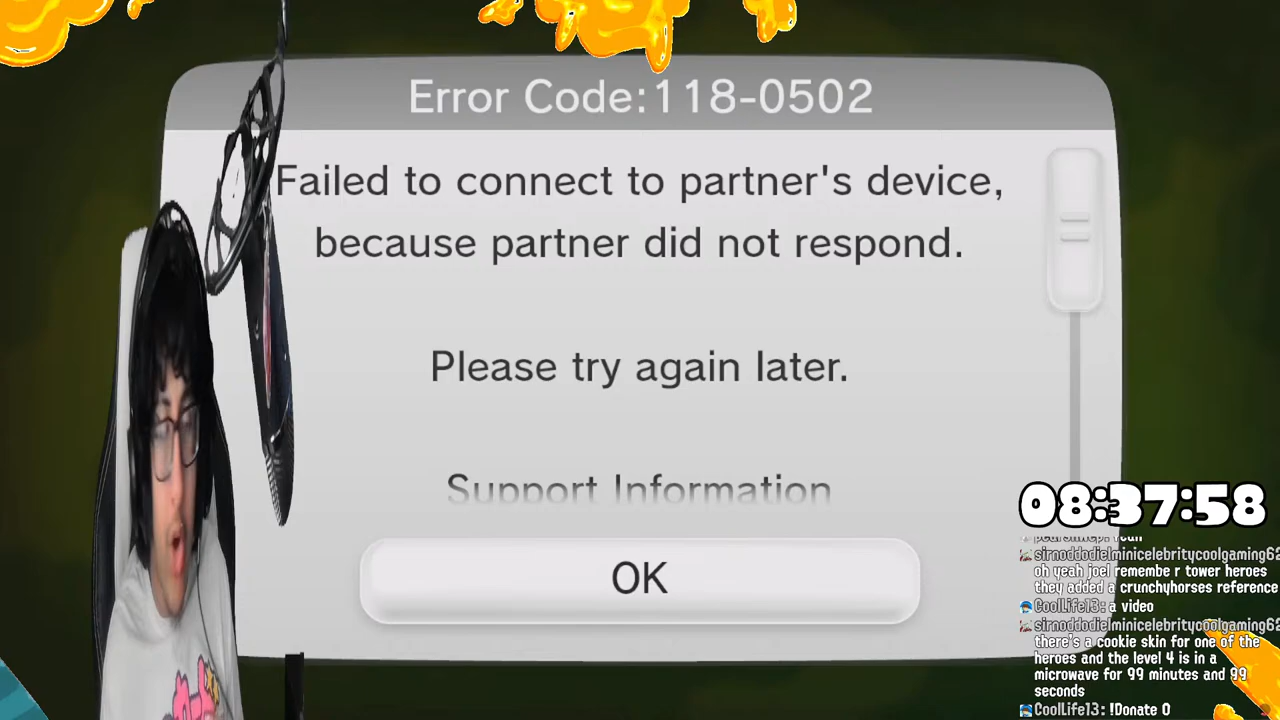 Error Code:118-0502
Failed to connect to partner's device,
because partner did not respond.
Please try again later.
Support Information
OK
08:37:58
sirnoddodielminicelebritycoolgaming62
oh yeah joel remembe r tower heroes
they added a crunchyhorses reference
CoolLife13: a video
sirnoddodielminicelebritycoolgaming62
there's a cookie skin for one of the
heroes and the level 4 is in a
microwave for 99 minutes and 99
seconds
CoolLife13: !Donate 0